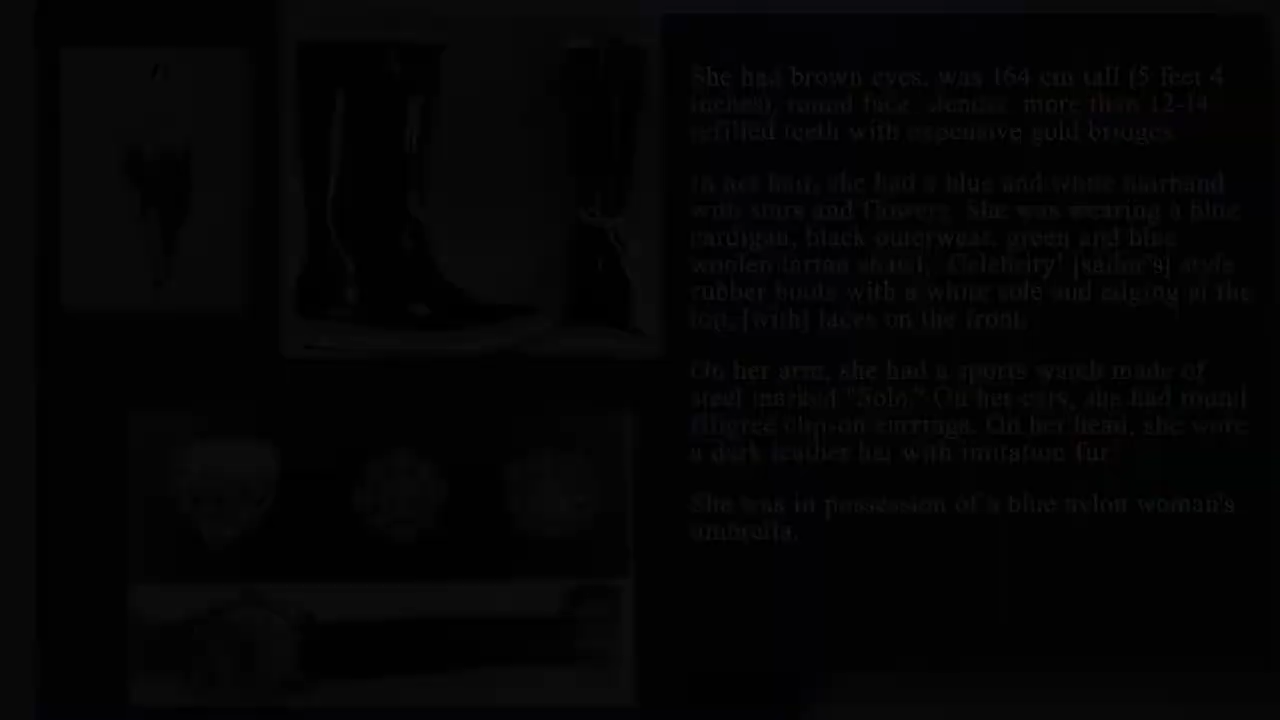 She had brown eyes, was 164 cm tall (5 feet 4
inches), round face, slender, more than 12-14
refilled teeth with expensive gold bridges.
In her hair, she had a blue and white hairband
with stars and flowers. She was wearing a blue
cardigan, black outerwear, green and blue
woolen tartan shawl, 'Celebrity' [sailor's] style
rubber boots with a white sole and edging at the
top, [with] laces on the front.
On her arm, she had a sports watch made of
steel marked "Solo." On her ears, she had round
filigree clip-on earrings. On her head, she wore
a dark leather hat with imitation fur
She was in possession of a blue nylon woman's
umbrella.